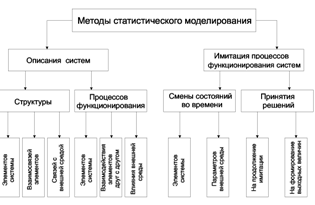 Методы статистического моделирования
Описания систем
Имитация процессов
функционирования систем
Структуры
Процессов
функционирования
Смены состояний
во времени
Принятия
решений
Элементов
системы
Взаимосвязей
элементов
Связей с
внешней средой
Элементов
системы
Взаимодействия
элементов
друг с другом
Влияния внешней
среды
Элементов
системы
Параметров
внешней среды
На продолжение
имитации
На формирование
выходных величин